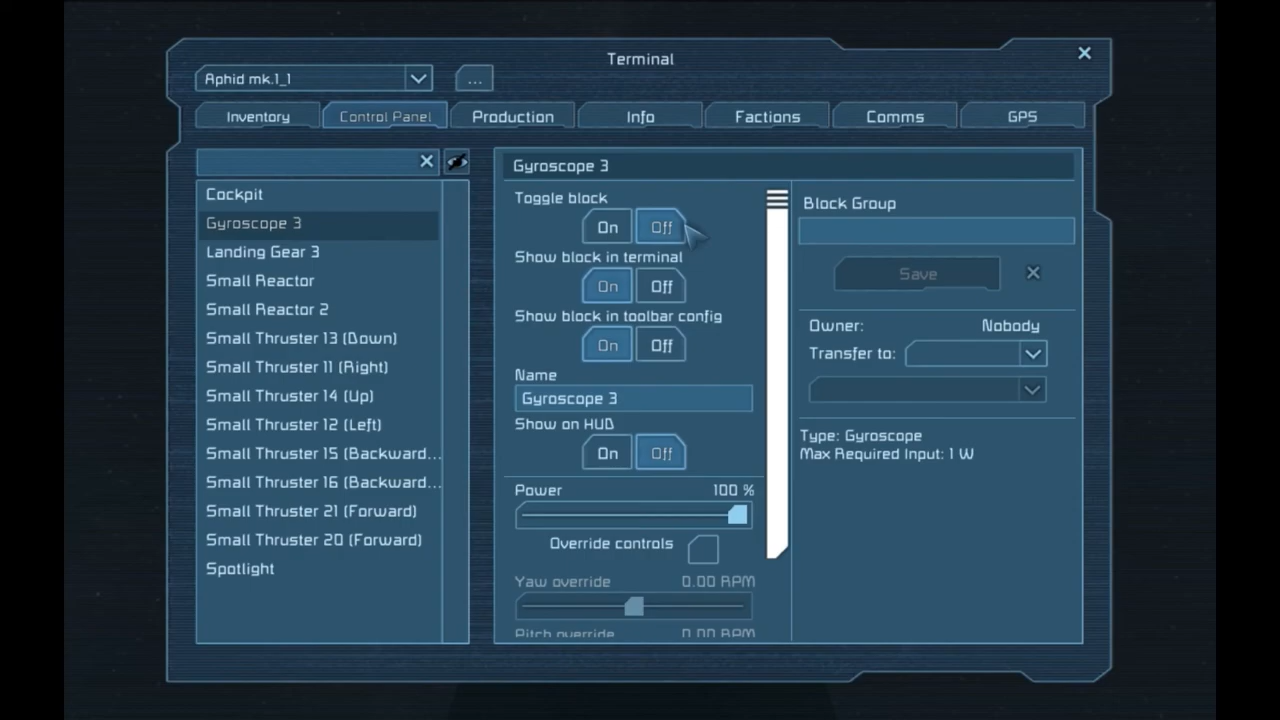 Terminal
Aphid mk.1_1
...
Inventory
Control Panel
Production
Info
Factions
Comms
GPS
Cockpit
Gyroscope 3
Landing Gear 3
Small Reactor
Small Reactor 2
Small Thruster 13 (Down)
Small Thruster 11 (Right)
Small Thruster 14 (Up)
Small Thruster 12 (Left)
Small Thruster 15 (Backward...
Small Thruster 16 (Backward...
Small Thruster 21 (Forward)
Small Thruster 20 (Forward)
Spotlight
Gyroscope 3
Toggle block
On Off
Show block in terminal
On Off
Show block in toolbar config
On Off
Name
Gyroscope 3
Show on HUD
On Off
Power 100 %
Override controls
Yaw override 0.00 RPM
Pitch override 0.00 RPM
Block Group
Save
Owner: Nobody
Transfer to:
Type: Gyroscope
Max Required Input: 1 W